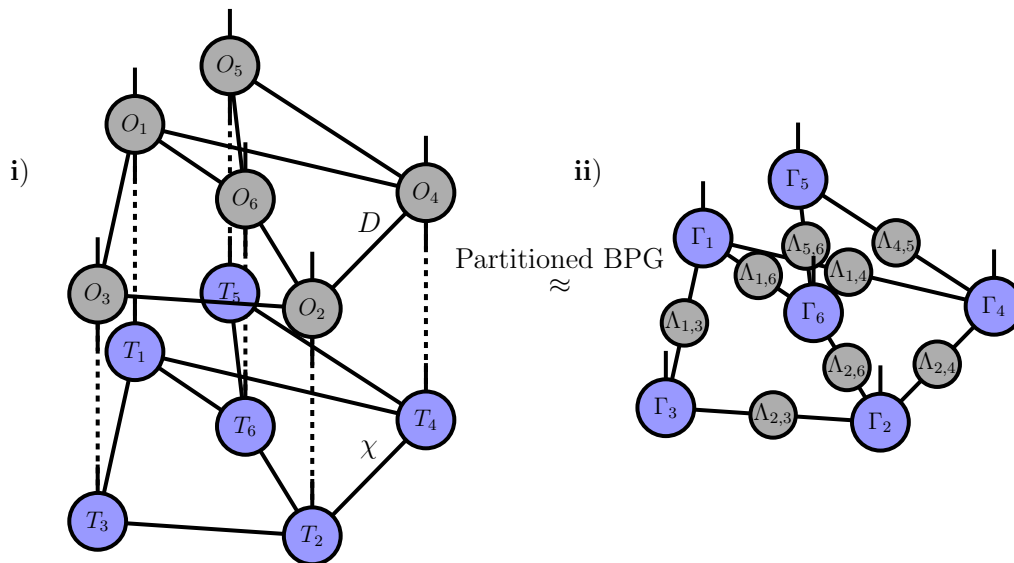 i)
O₅
O₁
O₆
O₄
D
O₃
O₂
T₅
T₁
T₆
T₄
χ
T₃
T₂
Partitioned BPG
≈
ii)
Γ₅
Γ₁
Λ₅,₆
Λ₄,₅
Λ₁,₆
Λ₁,₄
Γ₆
Γ₄
Λ₁,₃
Λ₂,₆
Λ₂,₄
Γ₃
Λ₂,₃
Γ₂